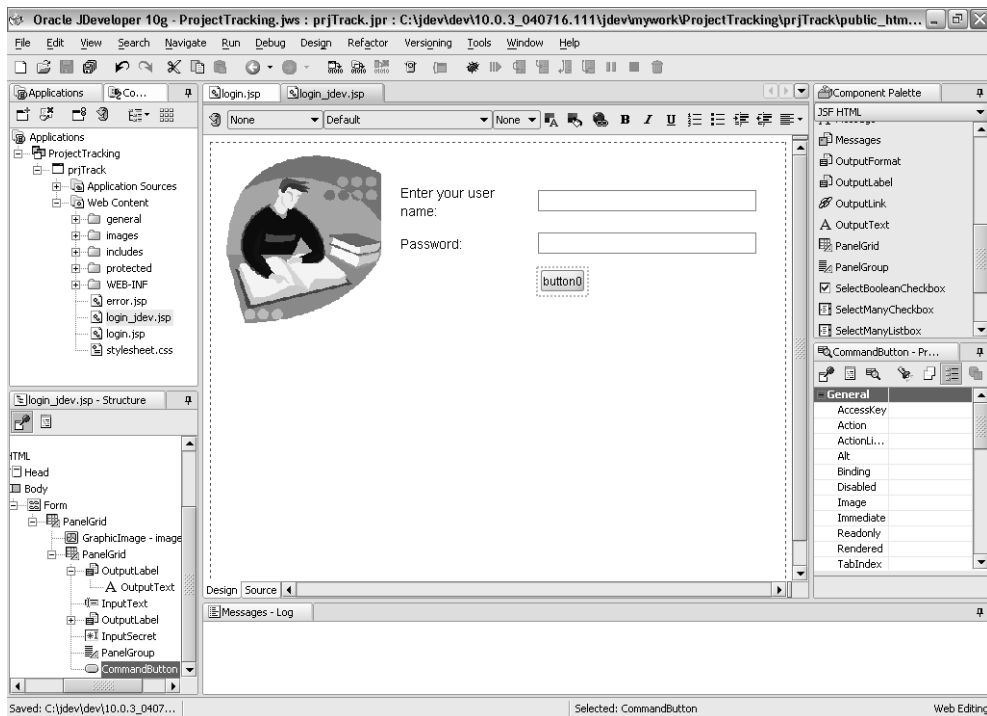 Oracle JDeveloper 10g - ProjectTracking.jws : prjTrack.jpr : C:\jdev\dev\10.0.3_040716.111\jdev\mywork\ProjectTracking\prjTrack\public_htm...
File Edit View Search Navigate Run Debug Design Refactor Versioning Tools Window Help
Applications
Co...
Applications
ProjectTracking
prjTrack
Application Sources
Web Content
general
images
includes
protected
WEB-INF
error.jsp
login_jdev.jsp
login.jsp
stylesheet.css
login_jdev.jsp - Structure
HTML
Head
Body
Form
PanelGrid
GraphicImage - image
PanelGrid
OutputLabel
OutputText
InputText
OutputLabel
InputSecret
PanelGroup
CommandButton
login.jsp
login_jdev.jsp
None Default None B I U
Enter your user
name:
Password:
button0
Design Source
Messages - Log
Component Palette
JSF HTML
Messages
OutputFormat
OutputLabel
OutputLink
OutputText
PanelGrid
PanelGroup
SelectBooleanCheckbox
SelectManyCheckbox
SelectManyListbox
CommandButton - Pr...
General
AccessKey
Action
ActionLi...
Alt
Binding
Disabled
Image
Immediate
Readonly
Rendered
TabIndex
Saved: C:\jdev\dev\10.0.3_0407...
Selected: CommandButton
Web Editing